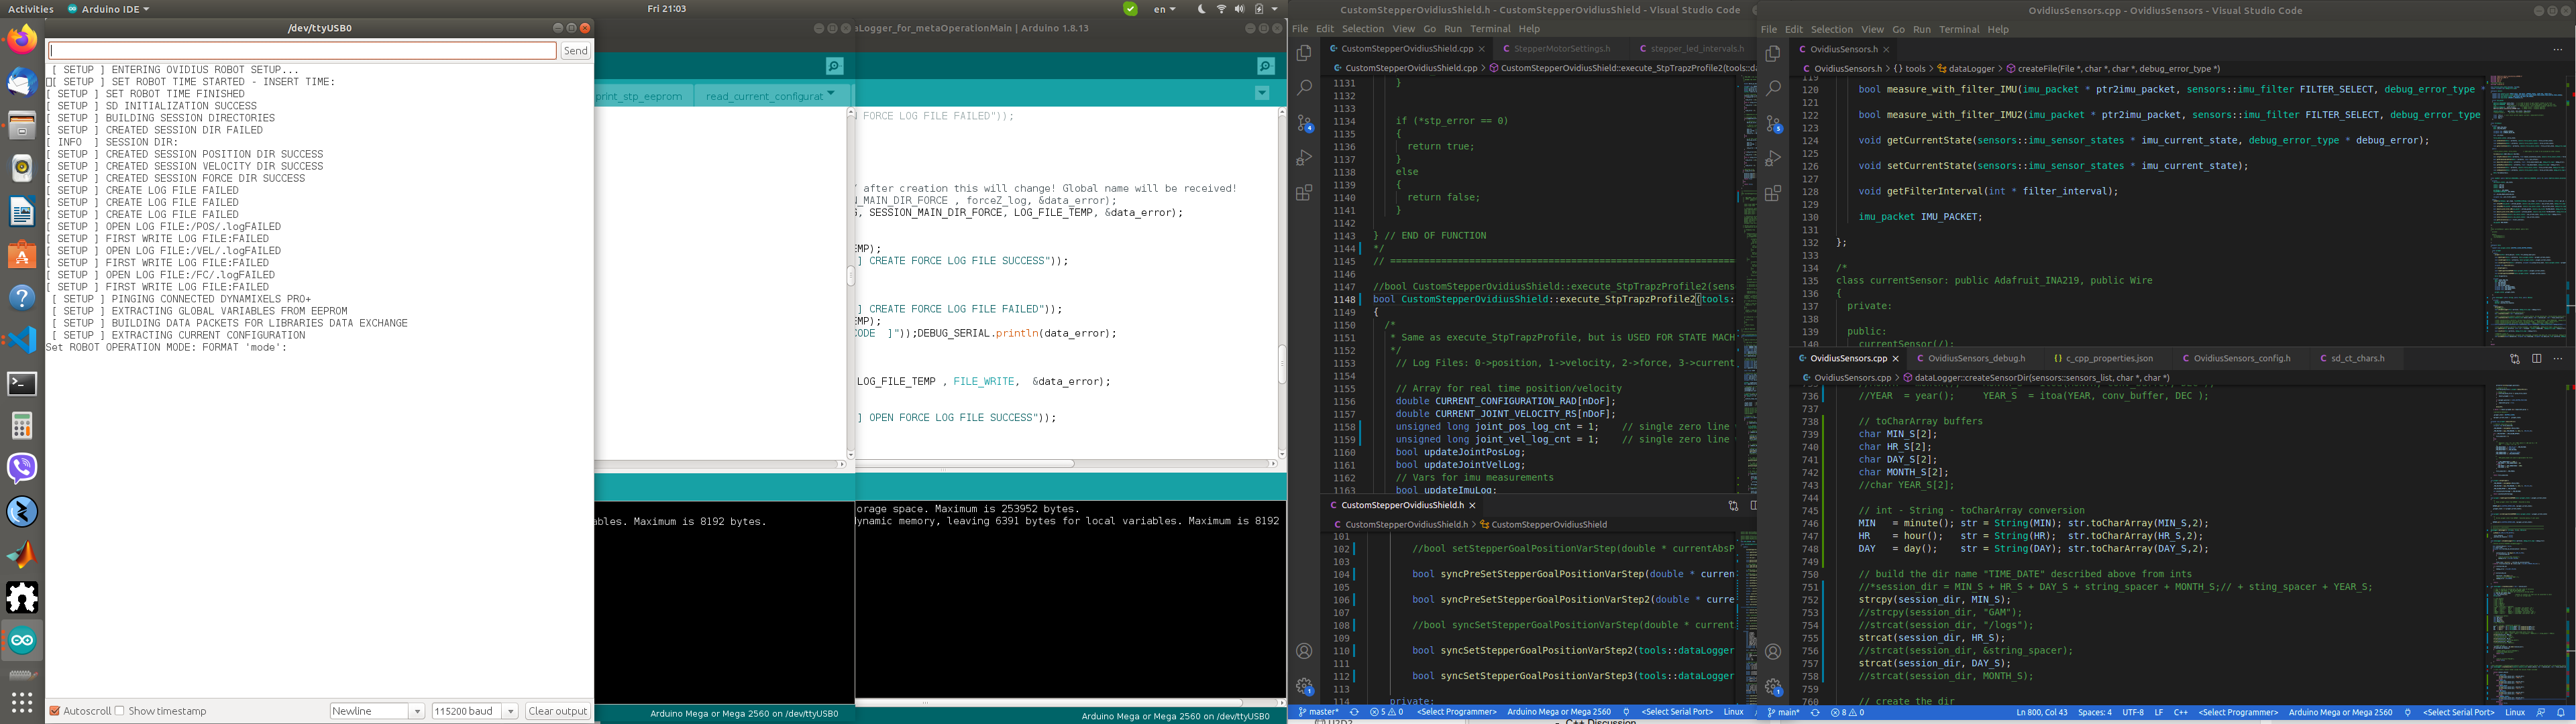 Activities
Arduino IDE
Fri 21:03
en
/dev/ttyUSB0
Send
[ SETUP ] ENTERING OVIDIUS ROBOT SETUP...
[ SETUP ] SET ROBOT TIME STARTED - INSERT TIME:
[ SETUP ] SET ROBOT TIME FINISHED
[ SETUP ] SD INITIALIZATION SUCCESS
[ SETUP ] BUILDING SESSION DIRECTORIES
[ SETUP ] CREATED SESSION DIR FAILED
[ INFO  ] SESSION DIR:
[ SETUP ] CREATED SESSION POSITION DIR SUCCESS
[ SETUP ] CREATED SESSION VELOCITY DIR SUCCESS
[ SETUP ] CREATED SESSION FORCE DIR SUCCESS
[ SETUP ] CREATE LOG FILE FAILED
[ SETUP ] CREATE LOG FILE FAILED
[ SETUP ] CREATE LOG FILE FAILED
[ SETUP ] OPEN LOG FILE:/POS/.logFAILED
[ SETUP ] FIRST WRITE LOG FILE:FAILED
[ SETUP ] OPEN LOG FILE:/VEL/.logFAILED
[ SETUP ] FIRST WRITE LOG FILE:FAILED
[ SETUP ] OPEN LOG FILE:/FC/.logFAILED
[ SETUP ] FIRST WRITE LOG FILE:FAILED
[ SETUP ] PINGING CONNECTED DYNAMIXELS PRO+
[ SETUP ] EXTRACTING GLOBAL VARIABLES FROM EEPROM
[ SETUP ] BUILDING DATA PACKETS FOR LIBRARIES DATA EXCHANGE
[ SETUP ] EXTRACTING CURRENT CONFIGURATION
Set ROBOT OPERATION MODE: FORMAT 'mode':
Autoscroll
Show timestamp
Newline
115200 baud
Clear output
print_stp_eeprom
read_current_configurat
ables. Maximum is 8192 bytes.
Arduino Mega or Mega 2560 on /dev/ttyUSB0
aLogger_for_metaOperationMain | Arduino 1.8.13
N FORCE LOG FILE FAILED"));
/ after creation this will change! Global name will be received!
N_MAIN_DIR_FORCE , forceZ_log, &data_error);
G, SESSION_MAIN_DIR_FORCE, LOG_FILE_TEMP, &data_error);
EMP);
] CREATE FORCE LOG FILE SUCCESS"));
] CREATE FORCE LOG FILE FAILED"));
EMP);
CODE  ]"));DEBUG_SERIAL.println(data_error);
LOG_FILE_TEMP , FILE_WRITE,  &data_error);
] OPEN FORCE LOG FILE SUCCESS"));
orage space. Maximum is 253952 bytes.
dynamic memory, leaving 6391 bytes for local variables. Maximum is 8192
Arduino Mega or Mega 2560 on /dev/ttyUSB0
CustomStepperOvidiusShield.h - CustomStepperOvidiusShield - Visual Studio Code
File Edit Selection View Go Run Terminal Help
CustomStepperOvidiusShield.cpp
StepperMotorSettings.h
stepper_led_intervals.h
CustomStepperOvidiusShield.cpp > CustomStepperOvidiusShield::execute_StpTrapzProfile2(tools::da
1131 }
1132
1133
1134 if (*stp_error == 0)
1135 {
1136 return true;
1137 }
1138 else
1139 {
1140 return false;
1141 }
1142
1143 } // END OF FUNCTION
1144 */
1145 // =============================================================
1146
1147 //bool CustomStepperOvidiusShield::execute_StpTrapzProfile2(sens
1148 bool CustomStepperOvidiusShield::execute_StpTrapzProfile2(tools:
1149 {
1150 /*
1151 * Same as execute_StpTrapzProfile, but is USED FOR STATE MACH
1152 */
1153 // Log Files: 0->position, 1->velocity, 2->force, 3->current
1154
1155 // Array for real time position/velocity
1156 double CURRENT_CONFIGURATION_RAD[nDoF];
1157 double CURRENT_JOINT_VELOCITY_RS[nDoF];
1158 unsigned long joint_pos_log_cnt = 1;    // single zero line
1159 unsigned long joint_vel_log_cnt = 1;    // single zero line
1160 bool updateJointPosLog;
1161 bool updateJointVelLog;
1162 // Vars for imu measurements
1163 bool updateImuLog;
CustomStepperOvidiusShield.h
CustomStepperOvidiusShield.h > CustomStepperOvidiusShield
101
102 //bool setStepperGoalPositionVarStep(double * currentAbsP
103
104 bool syncPreSetStepperGoalPositionVarStep(double * curren
105
106 bool syncPreSetStepperGoalPositionVarStep2(double * curre
107
108 //bool syncSetStepperGoalPositionVarStep(double * current
109
110 bool syncSetStepperGoalPositionVarStep2(tools::dataLogger
111
112 bool syncSetStepperGoalPositionVarStep3(tools::dataLogger
113
114 private:
master*
5 0
<Select Programmer>
Arduino Mega or Mega 2560
<Select Serial Port>
Linux
C++ Discussion
OvidiusSensors.cpp - OvidiusSensors - Visual Studio Code
File Edit Selection View Go Run Terminal Help
OvidiusSensors.h
OvidiusSensors.h > {} tools > dataLogger > createFile(File *, char *, char *, debug_error_type *)
119
120 bool measure_with_filter_IMU(imu_packet * ptr2imu_packet, sensors::imu_filter FILTER_SELECT, debug_error_type *
121
122 bool measure_with_filter_IMU2(imu_packet * ptr2imu_packet, sensors::imu_filter FILTER_SELECT, debug_error_type
123
124 void getCurrentState(sensors::imu_sensor_states * imu_current_state, debug_error_type * debug_error);
125
126 void setCurrentState(sensors::imu_sensor_states * imu_current_state);
127
128 void getFilterInterval(int * filter_interval);
129
130 imu_packet IMU_PACKET;
131
132 };
133
134 /*
135 class currentSensor: public Adafruit_INA219, public Wire
136 {
137 private:
138
139 public:
140 currentSensor(/);
OvidiusSensors.cpp
OvidiusSensors_debug.h
c_cpp_properties.json
OvidiusSensors_config.h
sd_ct_chars.h
OvidiusSensors.cpp > dataLogger::createSensorDir(sensors::sensors_list, char *, char *)
736 //YEAR  = year();     YEAR_S  = itoa(YEAR, conv_buffer, DEC );
737
738 // toCharArray buffers
739 char MIN_S[2];
740 char HR_S[2];
741 char DAY_S[2];
742 char MONTH_S[2];
743 //char YEAR_S[2];
744
745 // int - String - toCharArray conversion
746 MIN   = minute(); str = String(MIN); str.toCharArray(MIN_S,2);
747 HR    = hour();   str = String(HR);  str.toCharArray(HR_S,2);
748 DAY   = day();    str = String(DAY); str.toCharArray(DAY_S,2);
749
750 // build the dir name "TIME_DATE" described above from ints
751 //*session_dir = MIN_S + HR_S + DAY_S + string_spacer + MONTH_S;// + sting_spacer + YEAR_S;
752 strcpy(session_dir, MIN_S);
753 //strcpy(session_dir, "GAM");
754 //strcat(session_dir, "/logs");
755 strcat(session_dir, HR_S);
756 //strcat(session_dir, &string_spacer);
757 strcat(session_dir, DAY_S);
758 //strcat(session_dir, MONTH_S);
759
760 // create the dir
main*
8 0
Ln 800, Col 43
Spaces: 4
UTF-8
LF
C++
<Select Programmer>
Arduino Mega or Mega 2560
<Select Serial Port>
Linux